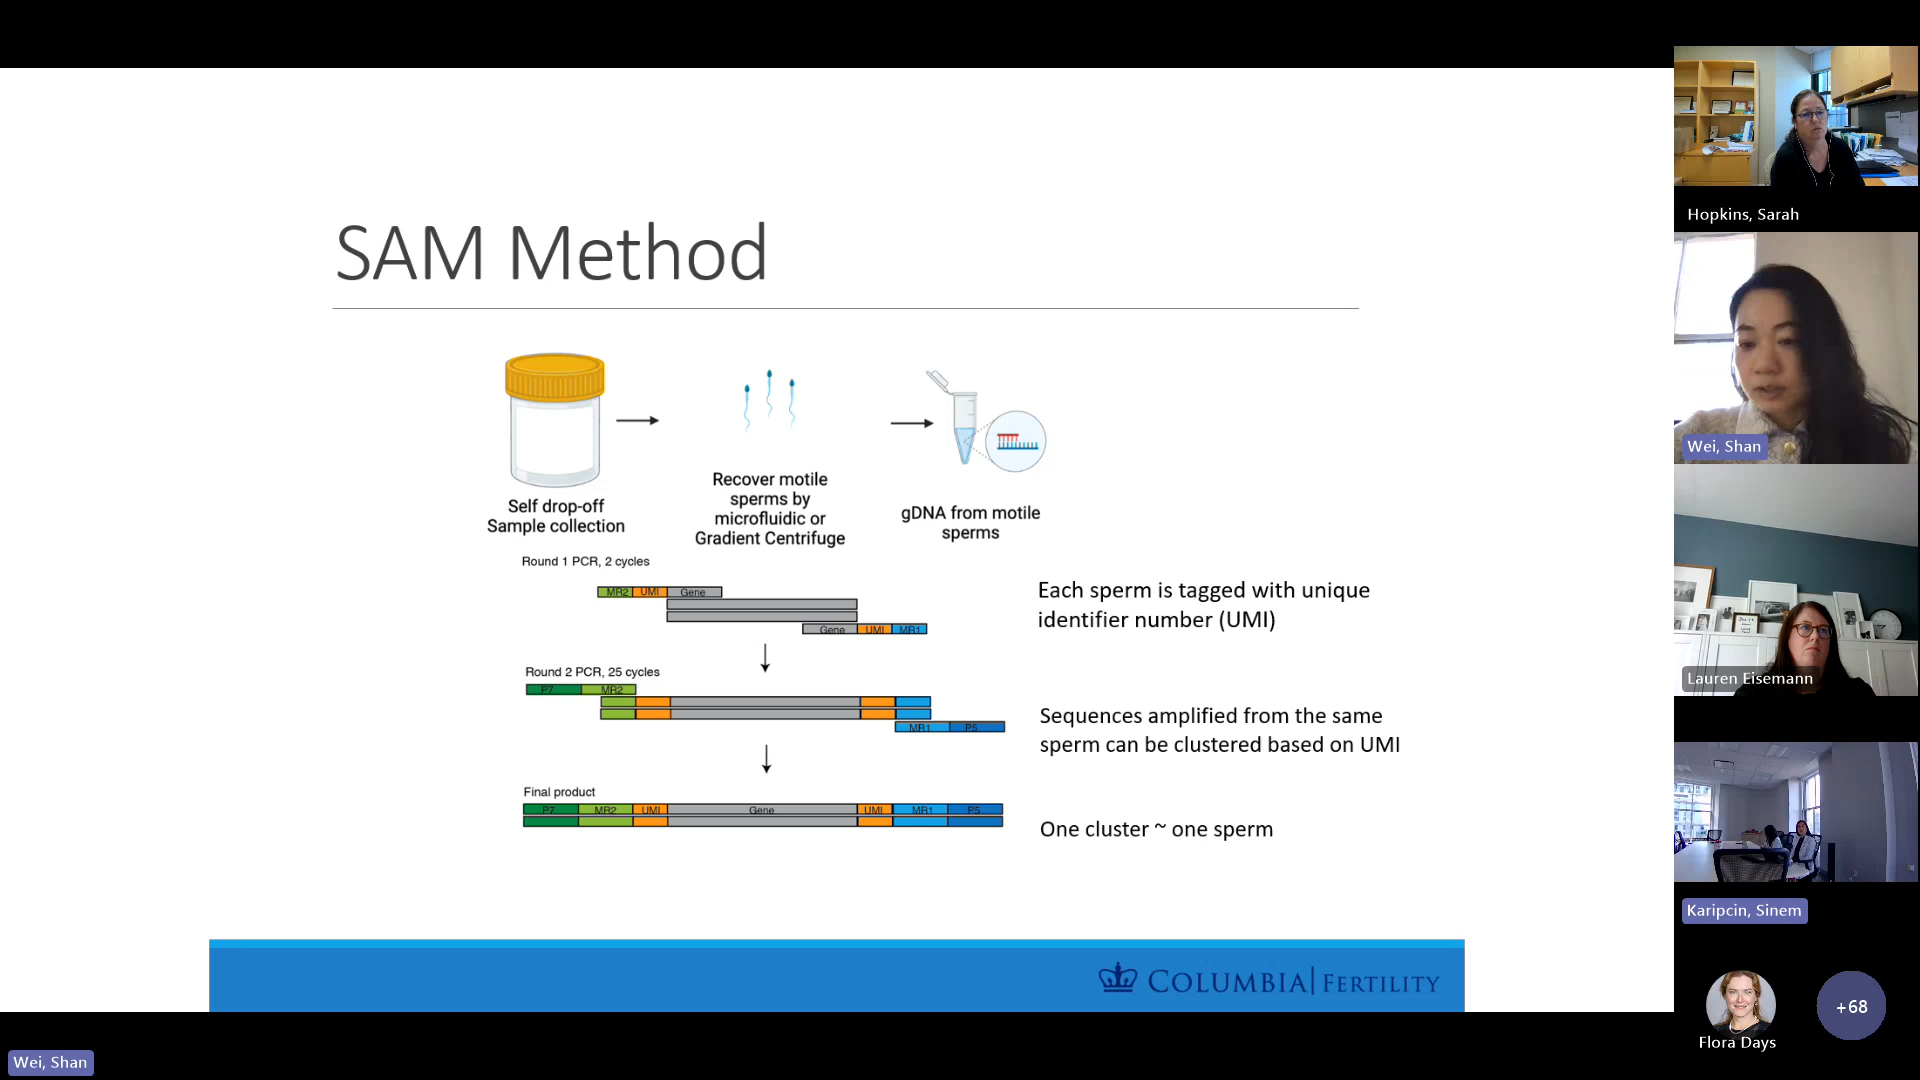 SAM Method
Self drop-off
Sample collection
Recover motile
sperms by
microfluidic or
Gradient Centrifuge
gDNA from motile
sperms
Round 1 PCR, 2 cycles
MR2 UMI Gene
Gene UMI MR1
Each sperm is tagged with unique
identifier number (UMI)
Round 2 PCR, 25 cycles
P7 MR2
MR1 P5
Sequences amplified from the same
sperm can be clustered based on UMI
Final product
P7 MR2 UMI Gene UMI MR1 P5
One cluster ~ one sperm
COLUMBIA | FERTILITY
Hopkins, Sarah
Wei, Shan
Lauren Eisemann
Karipcin, Sinem
Flora Days
+68
Wei, Shan